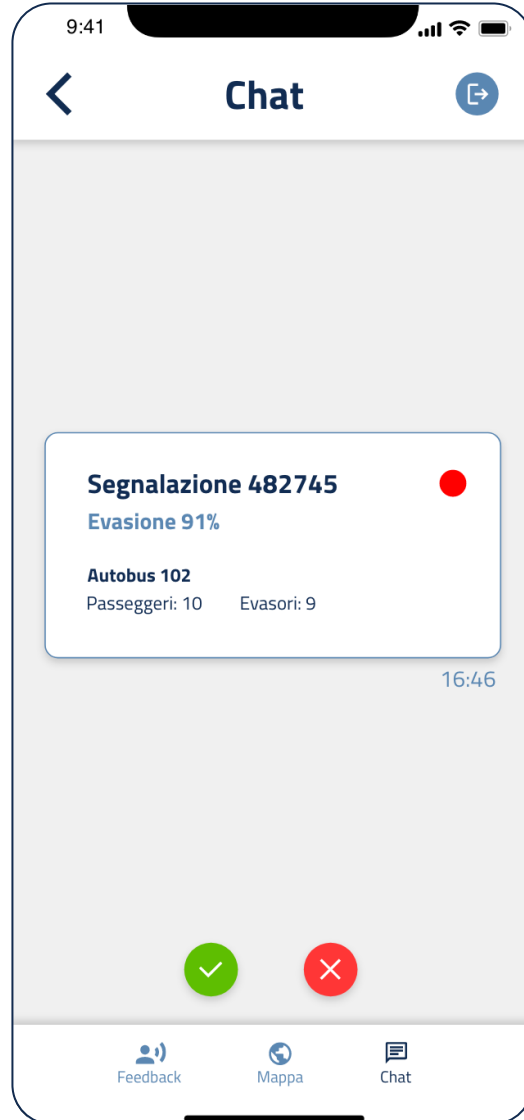 9:41
Chat
Segnalazione 482745
Evasione 91%
Autobus 102
Passeggeri: 10 Evasori: 9
16:46
Feedback Mappa Chat